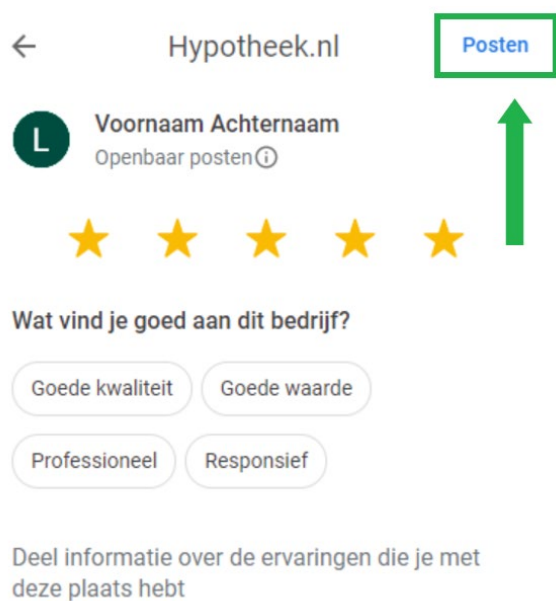 Hypotheek.nl
Posten
L
Voornaam Achternaam
Openbaar posten
Wat vind je goed aan dit bedrijf?
Goede kwaliteit
Goede waarde
Professioneel
Responsief
Deel informatie over de ervaringen die je met
deze plaats hebt